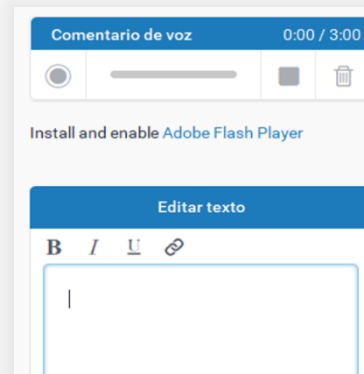 Comentario de voz 0:00 / 3:00
Install and enable Adobe Flash Player
Editar texto
B I U